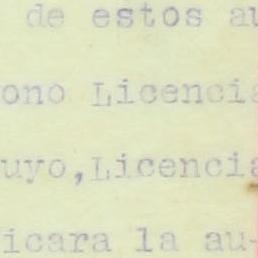 de estos au
ono Licencia
uyo,Licencia
icara la au-